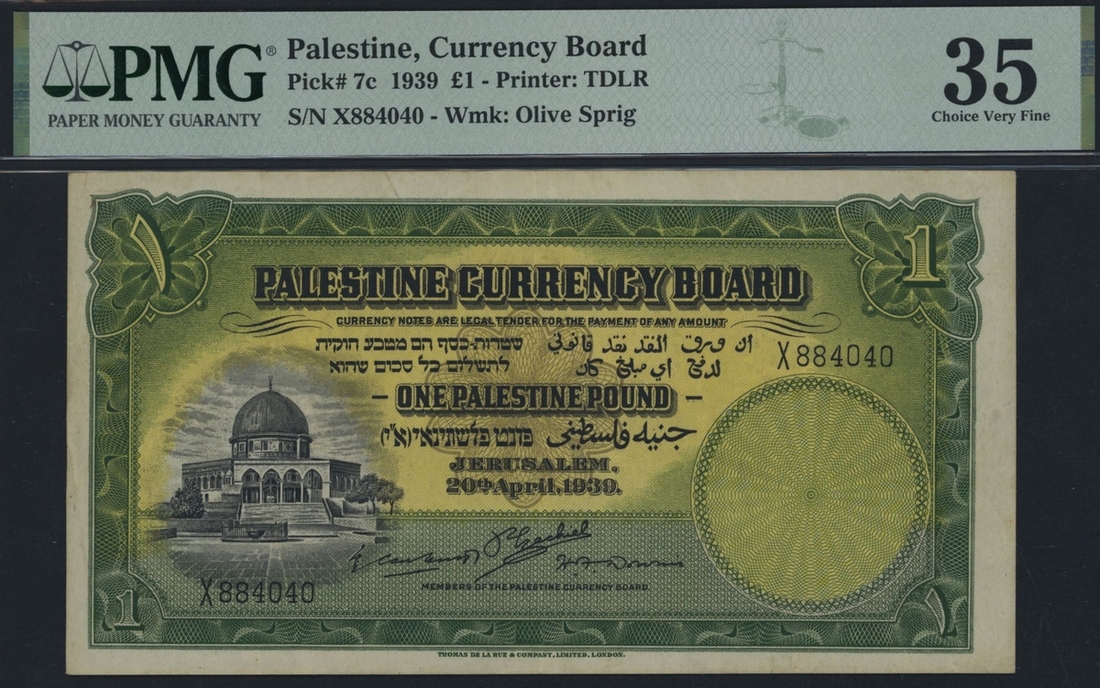 PMG®
PAPER MONEY GUARANTY
Palestine, Currency Board
Pick# 7c 1939 £1 - Printer: TDLR
S/N X884040 - Wmk: Olive Sprig
35
Choice Very Fine
١
1
PALESTINE CURRENCY BOARD
CURRENCY NOTES ARE LEGAL TENDER FOR THE PAYMENT OF ANY AMOUNT
שטרות-כסף הם מטבע חוקית
לתשלום כל סכום שהוא
ان ورق النقد نقد قانوني
لدفع اي مبلغ كان
X884040
- ONE PALESTINE POUND -
פונט פלשתינאי(א"י)
جنيه فلسطيني
JERUSALEM,
20th April, 1939.
X884040
MEMBERS OF THE PALESTINE CURRENCY BOARD.
1
١
THOMAS DE LA RUE & COMPANY, LIMITED, LONDON.